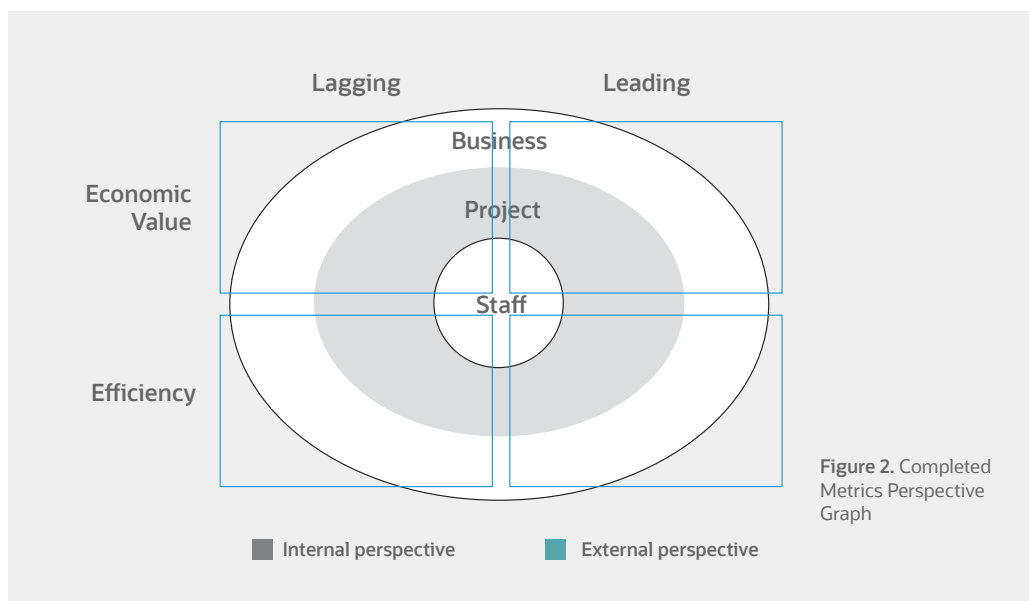 Lagging
Leading
Business
Economic
Value
Project
Staff
Efficiency
Figure 2. Completed
Metrics Perspective
Graph
Internal perspective
External perspective